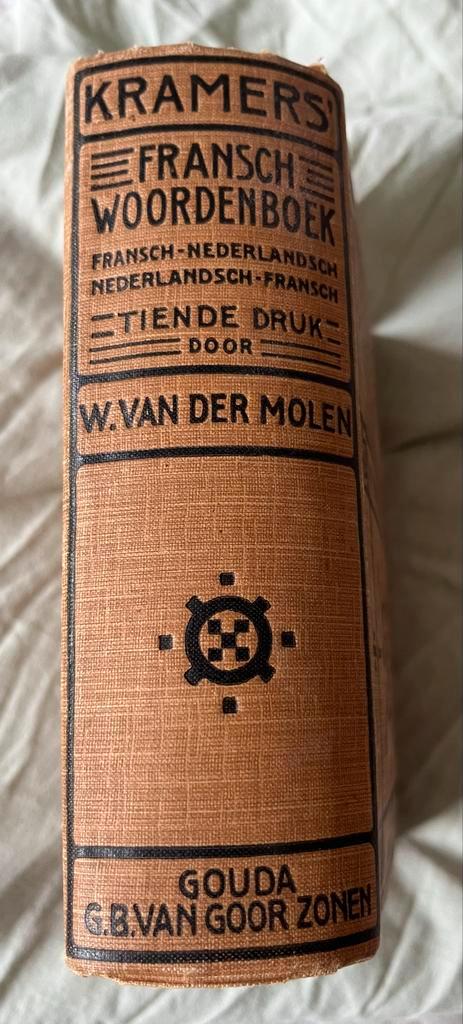 KRAMERS'
FRANSCH
WOORDENBOEK
FRANSCH-NEDERLANDSCH
NEDERLANDSCH-FRANSCH
TIENDE DRUK
DOOR
W. VAN DER MOLEN
GOUDA
G.B. VAN GOOR ZONEN